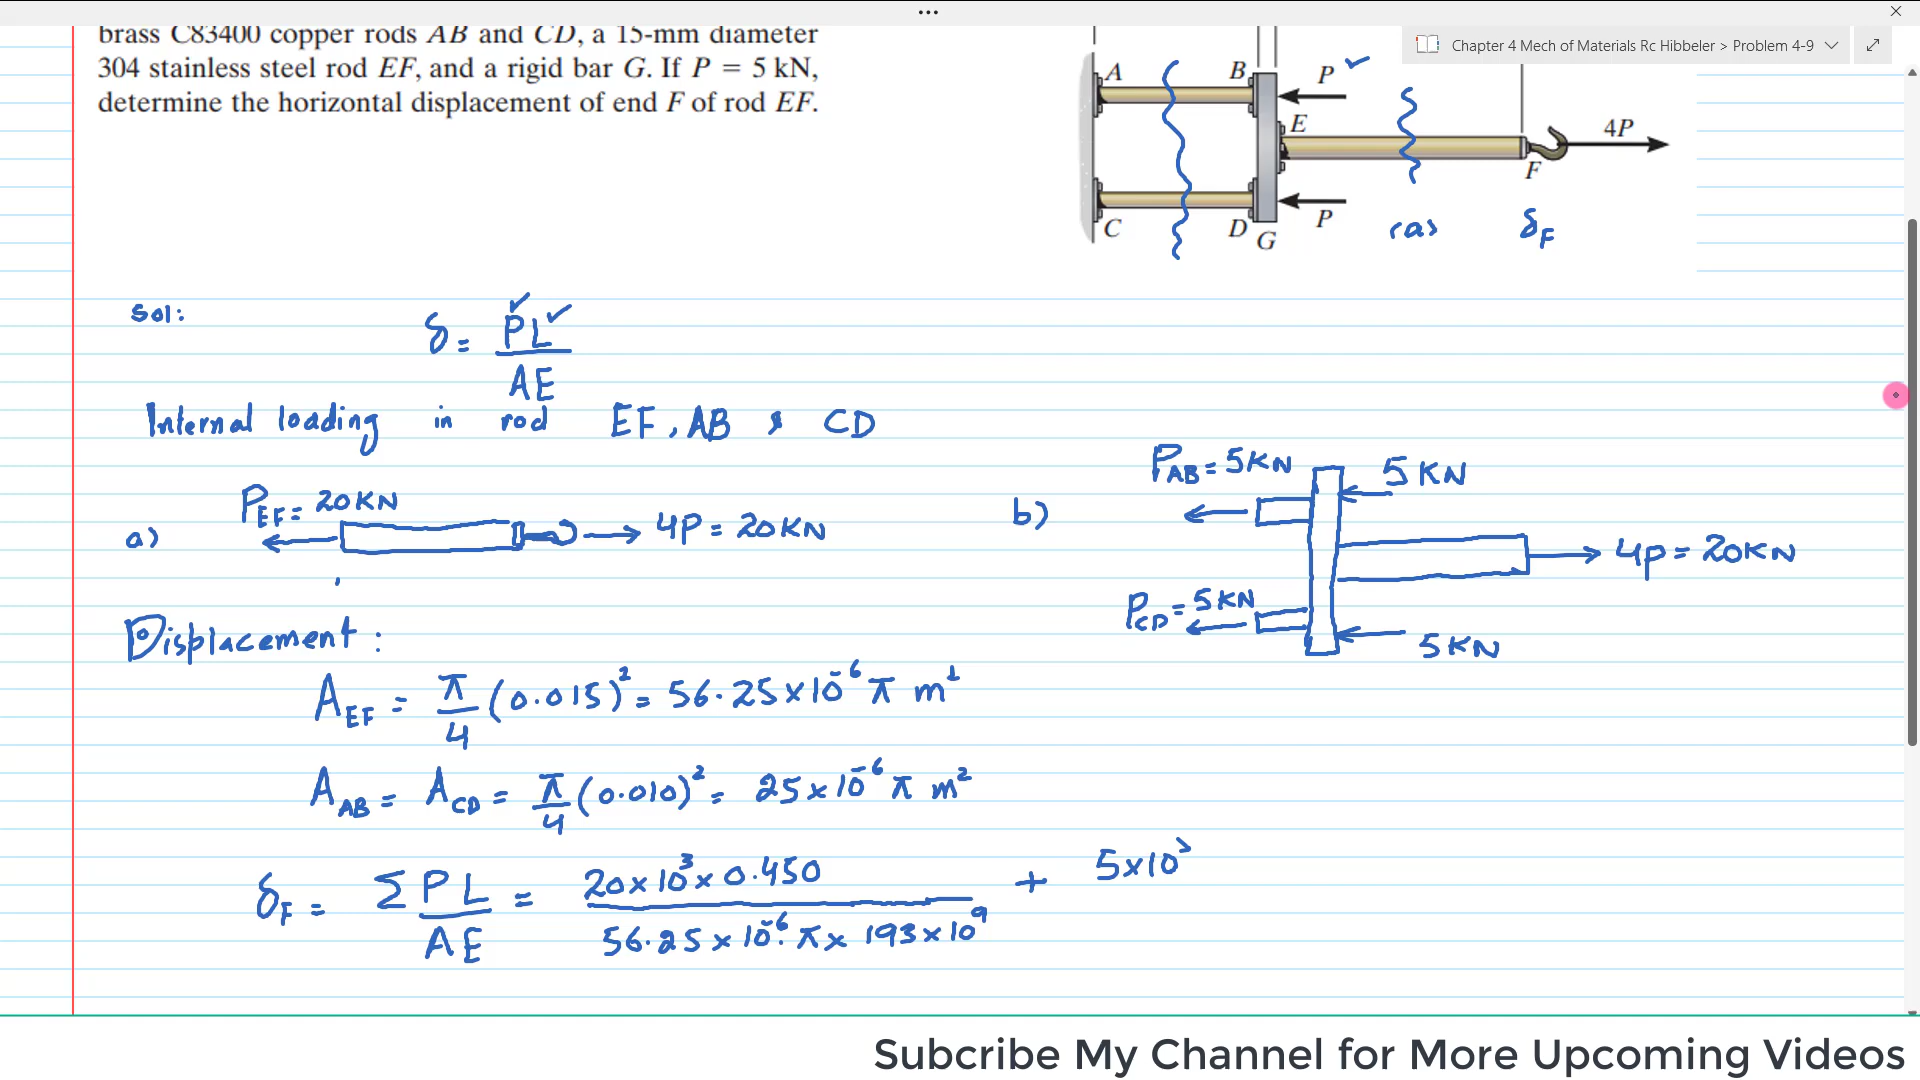 ...
brass C83400 copper rods AB and CD, a 15-mm diameter
304 stainless steel rod EF, and a rigid bar G. If P = 5 kN,
determine the horizontal displacement of end F of rod EF.
Chapter 4 Mech of Materials Rc Hibbeler > Problem 4-9
A B P
E 4P
F
C D G P
δF
Sol:
δ = PL / AE
Internal loading in rod EF, AB & CD
a) PEF = 20KN
4P = 20KN
b) PAB = 5KN 5KN
4P = 20KN
PCD = 5KN 5KN
Displacement:
AEF = π/4 (0.015)² = 56.25×10⁻⁶ π m²
AAB = ACD = π/4 (0.010)² = 25×10⁻⁶ π m²
δF = Σ PL / AE = 20×10³×0.450 / 56.25×10⁻⁶·π×193×10⁹ + 5×10³
Subcribe My Channel for More Upcoming Videos